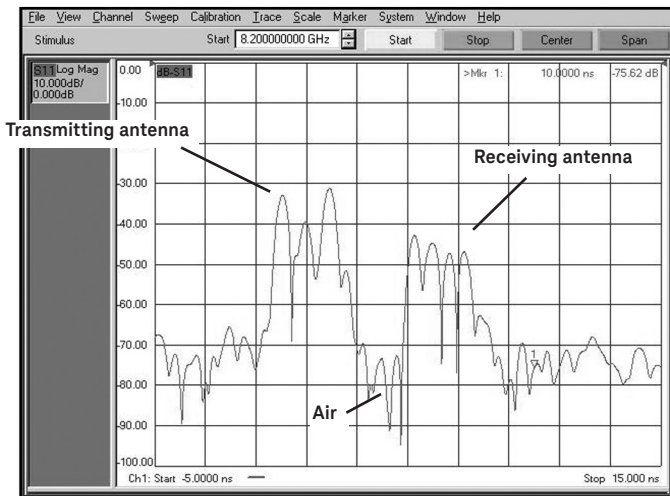 File View Channel Sweep Calibration Trace Scale Marker System Window Help
Stimulus Start 8.200000000 GHz Start Stop Center Span
S11 Log Mag
10.000dB/
0.000dB
0.00 dB-S11 >Mkr 1: 10.0000 ns -75.62 dB
-10.00
Transmitting antenna
Receiving antenna
-30.00
-40.00
-50.00
-60.00
-70.00
1
-80.00
Air
-90.00
-100.00
Ch1: Start -5.0000 ns Stop 15.000 ns